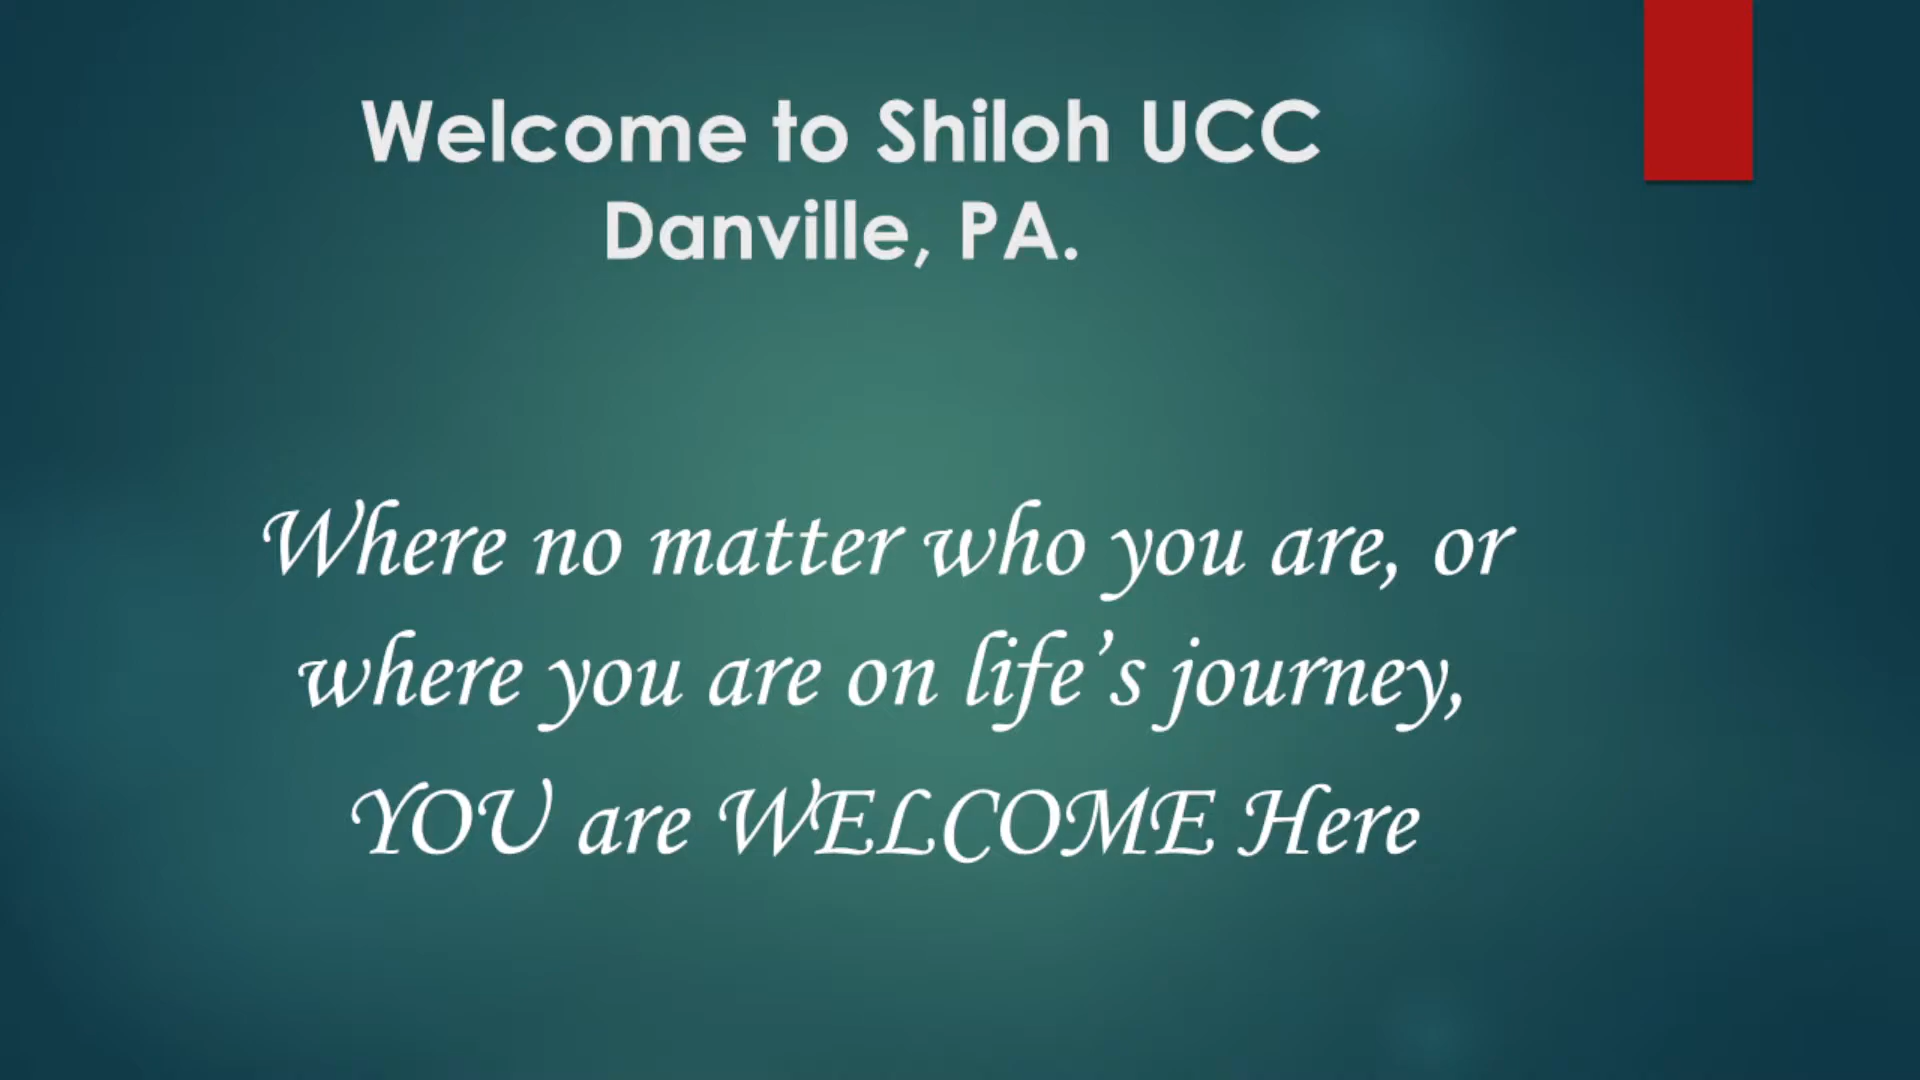 Welcome to Shiloh UCC
Danville, PA.
Where no matter who you are, or
where you are on life’s journey,
YOU are WELCOME Here